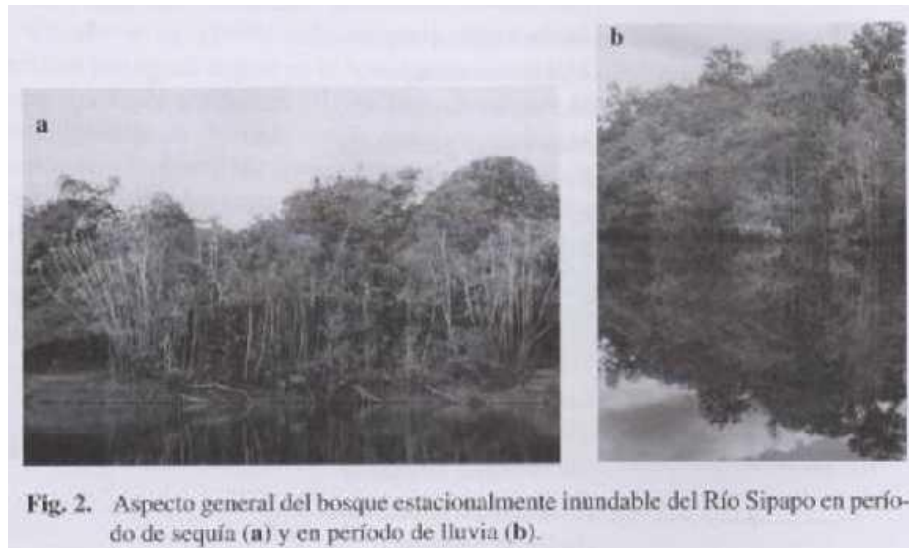 a
b
Fig. 2. Aspecto general del bosque estacionalmente inundable del Río Sipapo en perío-
do de sequía (a) y en período de lluvia (b).